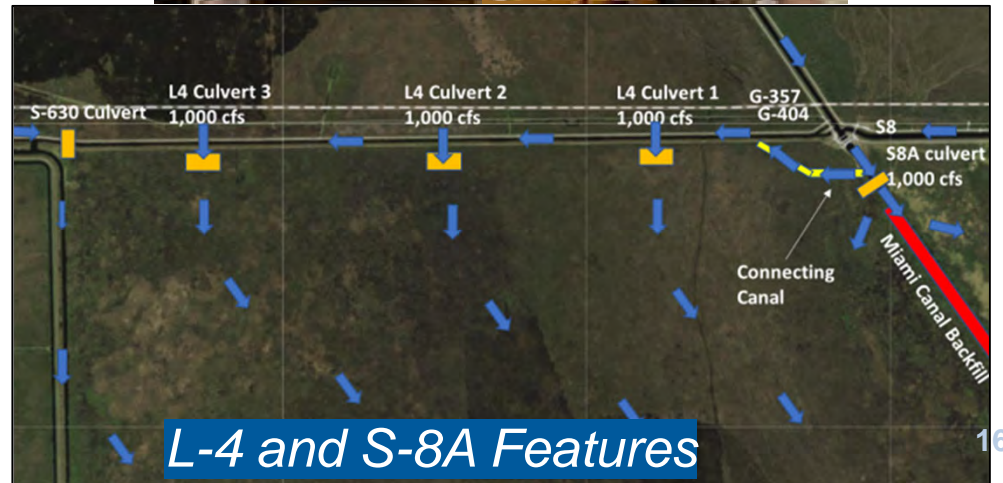 S-630 Culvert
L4 Culvert 3
1,000 cfs
L4 Culvert 2
1,000 cfs
L4 Culvert 1
1,000 cfs
G-357
G-404
S8
S8A culvert
1,000 cfs
Connecting
Canal
Miami Canal Backfill
L-4 and S-8A Features
16